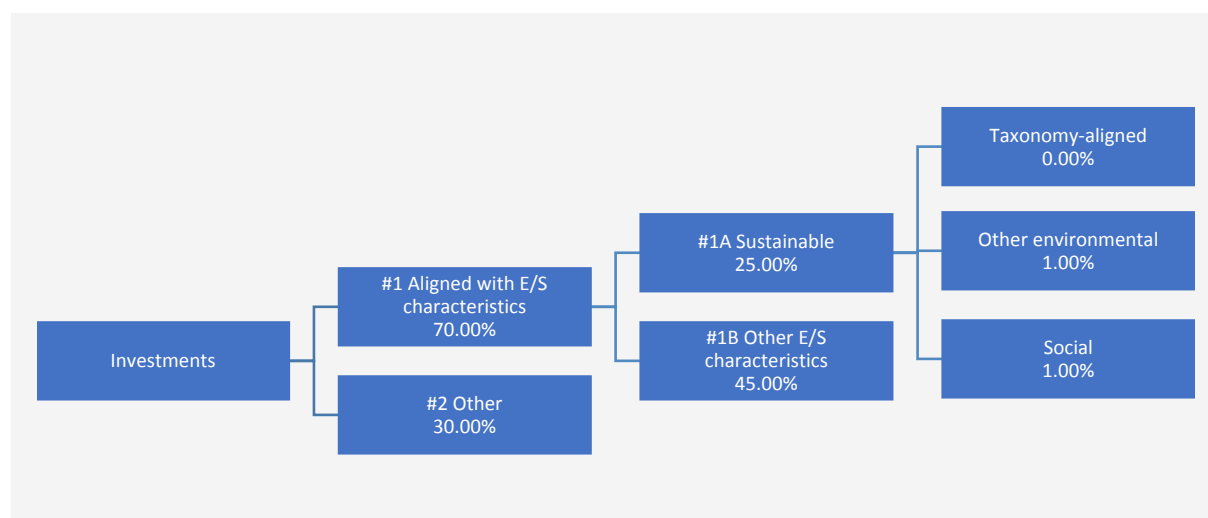 Investments
#1 Aligned with E/S
characteristics
70.00%
#2 Other
30.00%
#1A Sustainable
25.00%
#1B Other E/S
characteristics
45.00%
Taxonomy-aligned
0.00%
Other environmental
1.00%
Social
1.00%